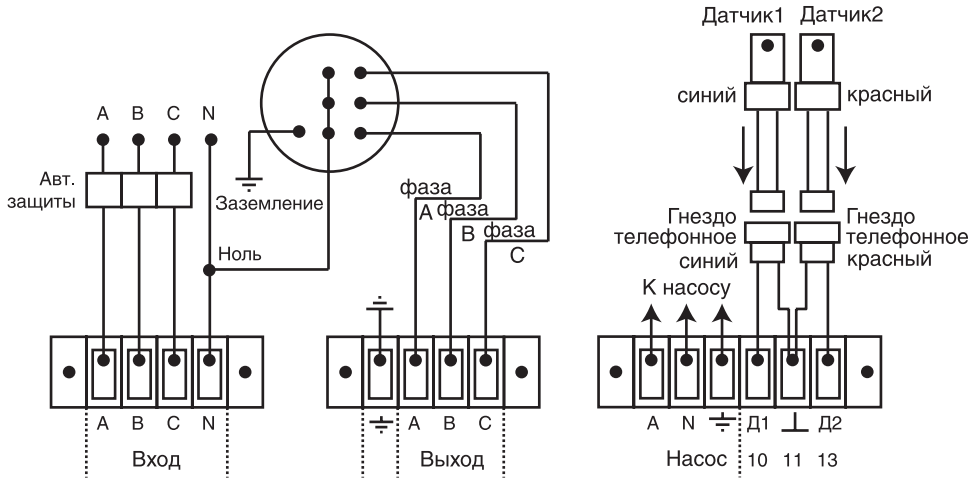 Датчик1 Датчик2
синий красный
A B C N
Авт.
защиты
Заземление
фаза
A фаза
B фаза
C
Ноль
Гнездо
телефонное
синий
Гнездо
телефонное
красный
К насосу
A B C N
Вход
A B C
Выход
A N Д1 Д2
Насос 10 11 13